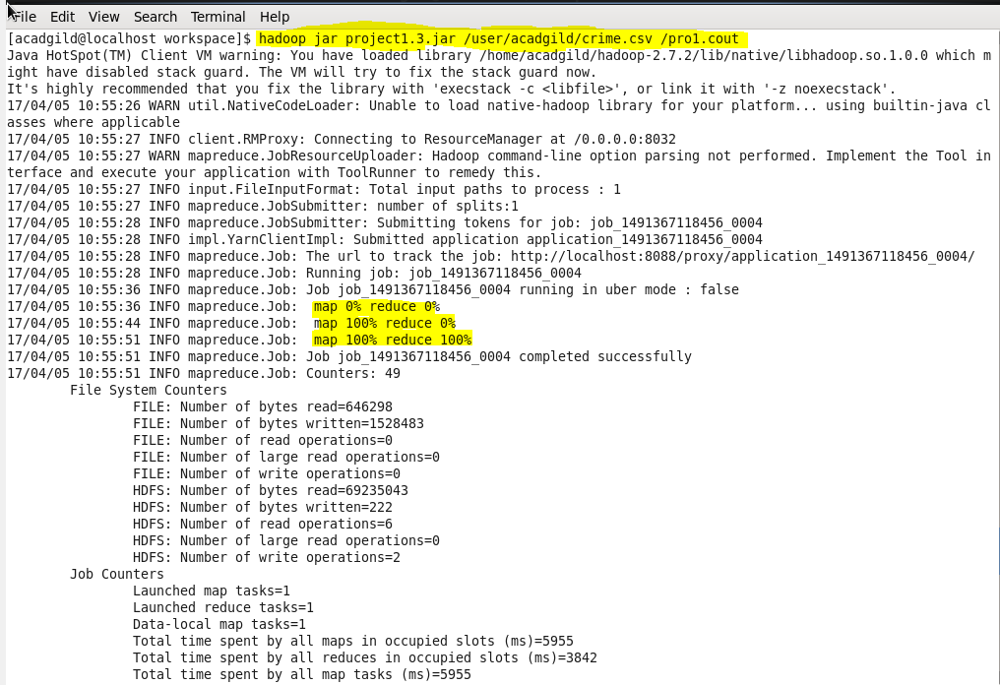 File Edit View Search Terminal Help
[acadgild@localhost workspace]$ hadoop jar project1.3.jar /user/acadgild/crime.csv /pro1.cout
Java HotSpot(TM) Client VM warning: You have loaded library /home/acadgild/hadoop-2.7.2/lib/native/libhadoop.so.1.0.0 which m
ight have disabled stack guard. The VM will try to fix the stack guard now.
It's highly recommended that you fix the library with 'execstack -c <libfile>', or link it with '-z noexecstack'.
17/04/05 10:55:26 WARN util.NativeCodeLoader: Unable to load native-hadoop library for your platform... using builtin-java cl
asses where applicable
17/04/05 10:55:27 INFO client.RMProxy: Connecting to ResourceManager at /0.0.0.0:8032
17/04/05 10:55:27 WARN mapreduce.JobResourceUploader: Hadoop command-line option parsing not performed. Implement the Tool in
terface and execute your application with ToolRunner to remedy this.
17/04/05 10:55:27 INFO input.FileInputFormat: Total input paths to process : 1
17/04/05 10:55:27 INFO mapreduce.JobSubmitter: number of splits:1
17/04/05 10:55:28 INFO mapreduce.JobSubmitter: Submitting tokens for job: job_1491367118456_0004
17/04/05 10:55:28 INFO impl.YarnClientImpl: Submitted application application_1491367118456_0004
17/04/05 10:55:28 INFO mapreduce.Job: The url to track the job: http://localhost:8088/proxy/application_1491367118456_0004/
17/04/05 10:55:28 INFO mapreduce.Job: Running job: job_1491367118456_0004
17/04/05 10:55:36 INFO mapreduce.Job: Job job_1491367118456_0004 running in uber mode : false
17/04/05 10:55:36 INFO mapreduce.Job:  map 0% reduce 0%
17/04/05 10:55:44 INFO mapreduce.Job:  map 100% reduce 0%
17/04/05 10:55:51 INFO mapreduce.Job:  map 100% reduce 100%
17/04/05 10:55:51 INFO mapreduce.Job: Job job_1491367118456_0004 completed successfully
17/04/05 10:55:51 INFO mapreduce.Job: Counters: 49
File System Counters
FILE: Number of bytes read=646298
FILE: Number of bytes written=1528483
FILE: Number of read operations=0
FILE: Number of large read operations=0
FILE: Number of write operations=0
HDFS: Number of bytes read=69235043
HDFS: Number of bytes written=222
HDFS: Number of read operations=6
HDFS: Number of large read operations=0
HDFS: Number of write operations=2
Job Counters
Launched map tasks=1
Launched reduce tasks=1
Data-local map tasks=1
Total time spent by all maps in occupied slots (ms)=5955
Total time spent by all reduces in occupied slots (ms)=3842
Total time spent by all map tasks (ms)=5955